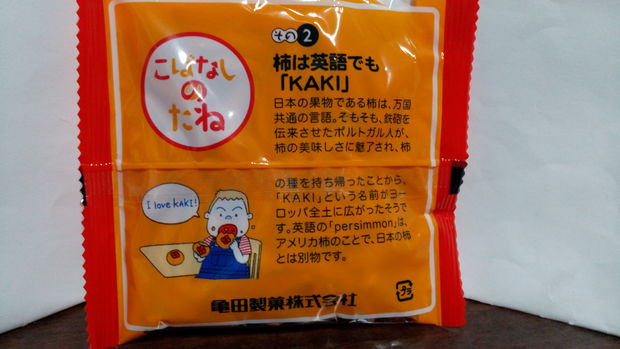 こばなし
の
たね
その2
柿は英語でも
「KAKI」
日本の果物である柿は、万国
共通の言語。そもそも、鉄砲を
伝来させたポルトガル人が、
柿の美味しさに魅了され、柿
の種を持ち帰ったことから、
「KAKI」という名前がヨー
ロッパ全土に広がったそうで
す。英語の「persimmon」は、
アメリカ柿のことで、日本の柿
とは別物です。
I love KAKI!
プラ
亀田製菓株式会社